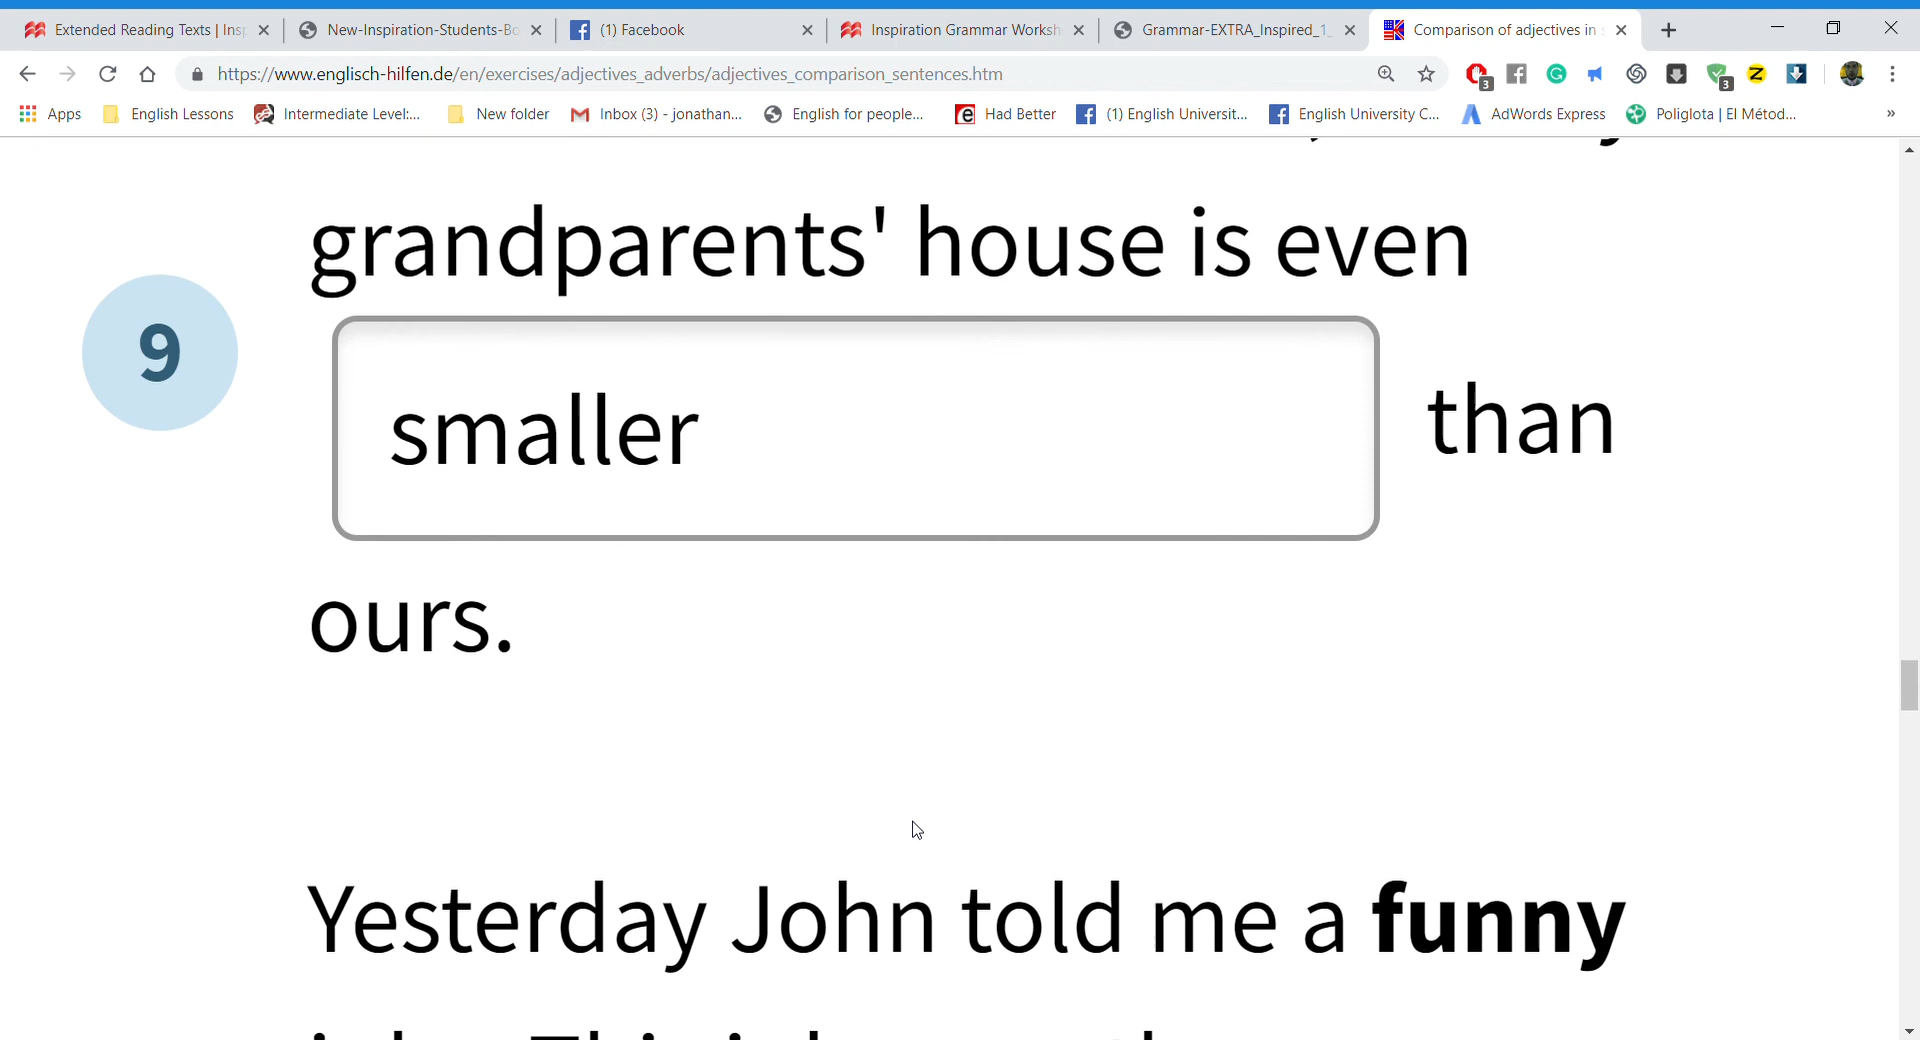 Extended Reading Texts | Insp
New-Inspiration-Students-Bo
(1) Facebook
Inspiration Grammar Worksh
Grammar-EXTRA_Inspired_1_
Comparison of adjectives in s
https://www.englisch-hilfen.de/en/exercises/adjectives_adverbs/adjectives_comparison_sentences.htm
3
3
Apps
English Lessons
Intermediate Level:...
New folder
Inbox (3) - jonathan...
English for people...
Had Better
(1) English Universit...
English University C...
AdWords Express
Poliglota | El Métod...
»
grandparents' house is even
9
smaller
than
ours.
Yesterday John told me a funny